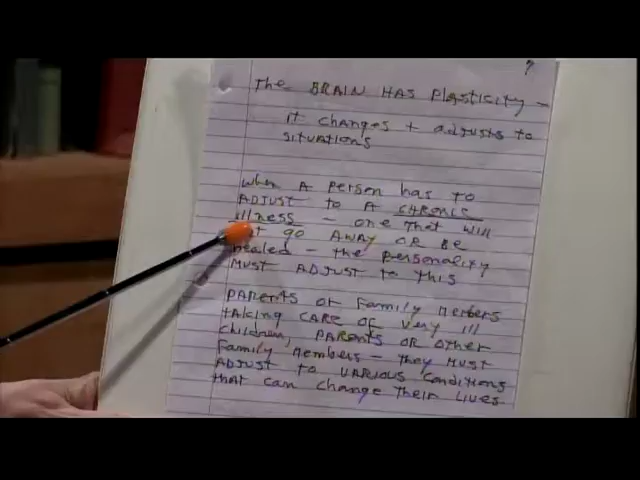 7
The BRAIN HAS Plasticity -
it changes + adjusts to
situations
When A person has to
ADJUST to A CHRONIC
illness - one that will
go AWAY OR BE
healed - the personality
MUST ADJUST to this
PARENTS or Family Members
taking CARE OF very ill
children, PARENTS OR other
Family Members - they MUST
ADJUST to VARIOUS conditions
that can change their lives